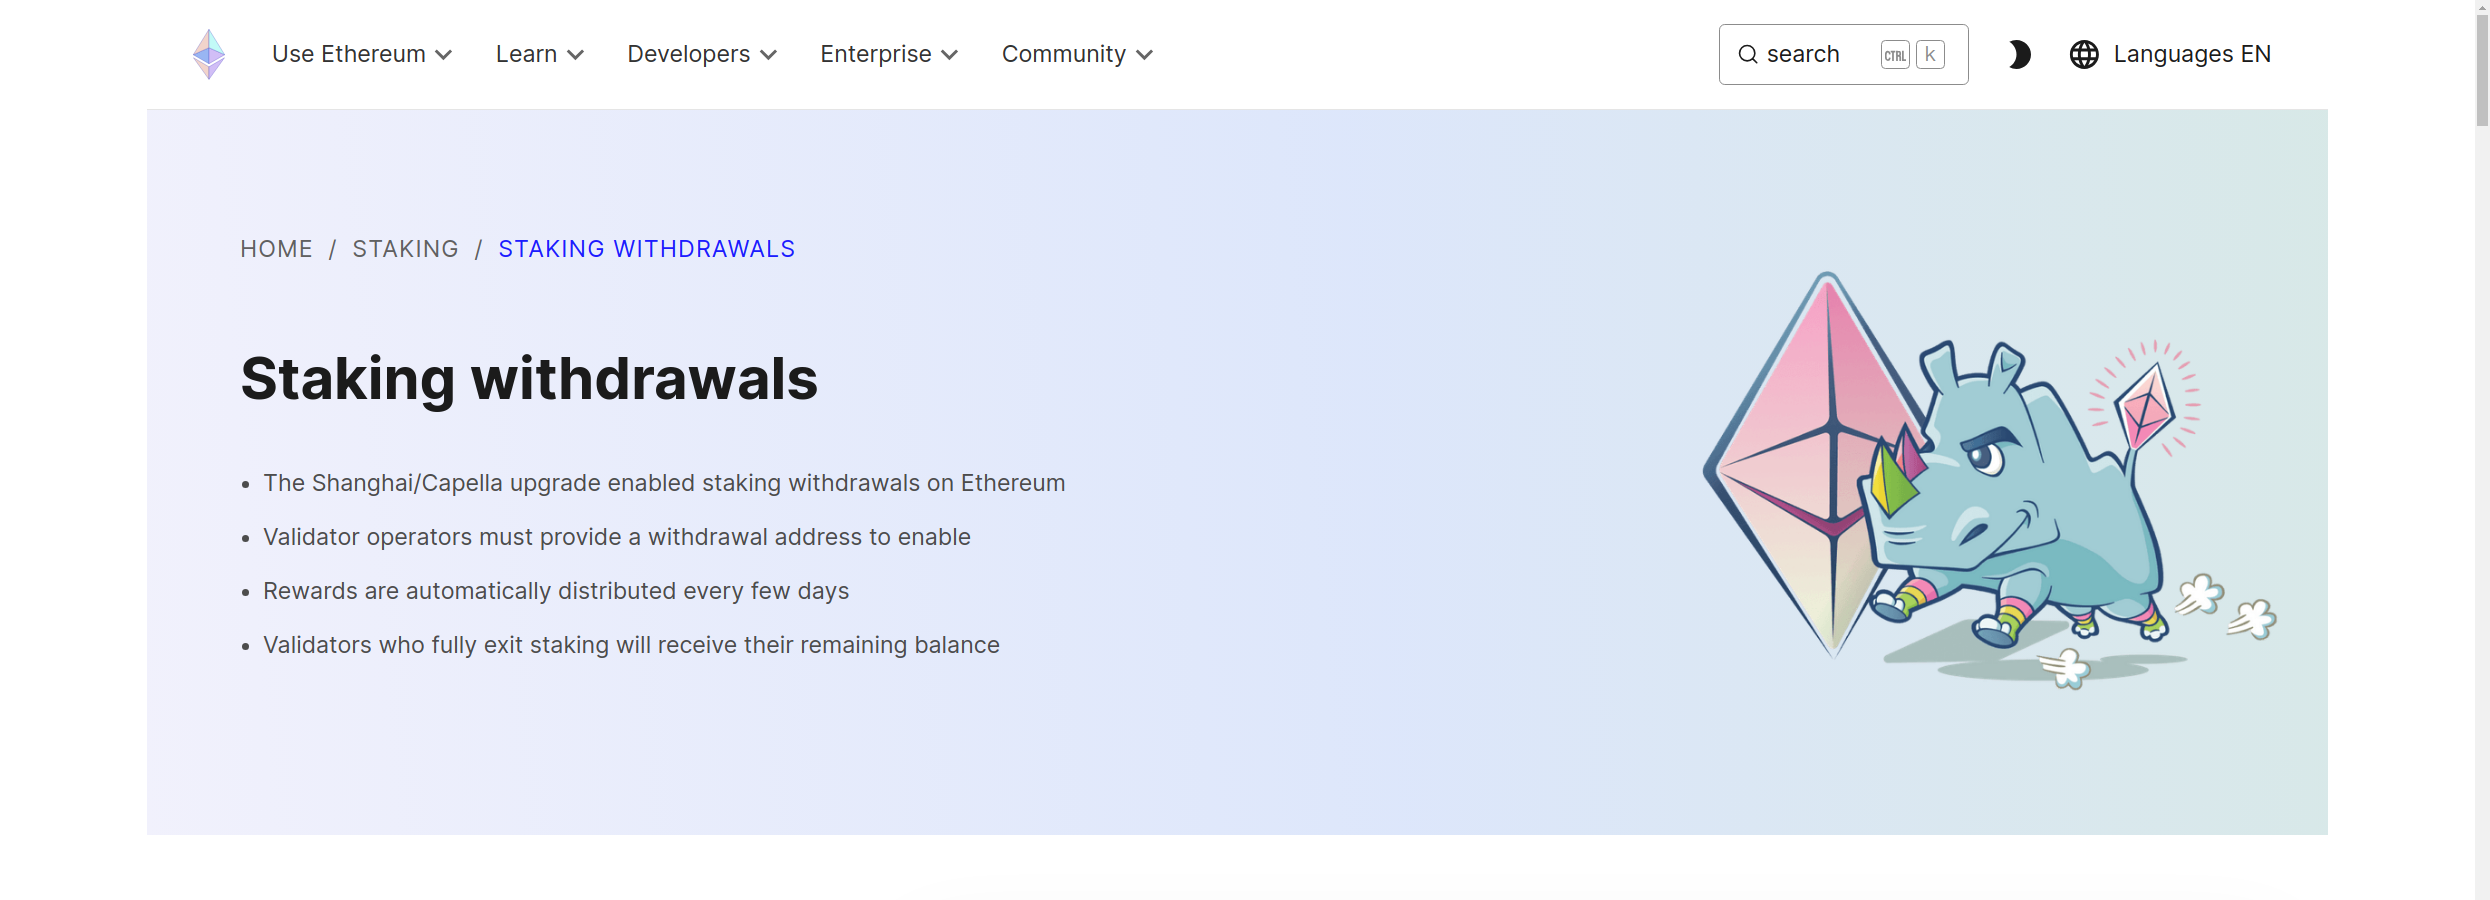 Use Ethereum Learn Developers Enterprise Community search CTRL k Languages EN
HOME / STAKING / STAKING WITHDRAWALS
Staking withdrawals
• The Shanghai/Capella upgrade enabled staking withdrawals on Ethereum
• Validator operators must provide a withdrawal address to enable
• Rewards are automatically distributed every few days
• Validators who fully exit staking will receive their remaining balance